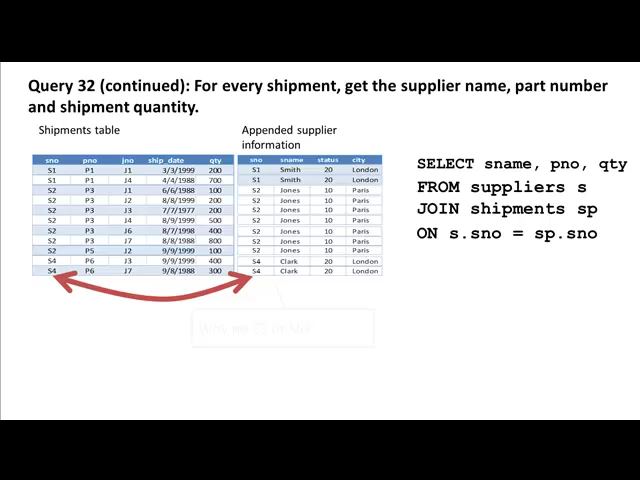 Query 32 (continued): For every shipment, get the supplier name, part number
and shipment quantity.
Shipments table
Appended supplier
information
sno pno jno ship_date qty
S1 P1 J1 3/3/1999 200
S1 P1 J4 4/4/1988 700
S2 P3 J1 6/6/1988 100
S2 P3 J2 8/8/1999 200
S2 P3 J3 7/7/1977 200
S2 P3 J4 8/9/1999 500
S2 P3 J6 8/7/1998 400
S2 P3 J7 8/8/1988 800
S2 P5 J2 9/9/1999 100
S4 P6 J3 9/9/1999 400
S4 P6 J7 9/8/1988 300
sno sname status city
S1 Smith 20 London
S1 Smith 20 London
S2 Jones 10 Paris
S2 Jones 10 Paris
S2 Jones 10 Paris
S2 Jones 10 Paris
S2 Jones 10 Paris
S2 Jones 10 Paris
S2 Jones 10 Paris
S4 Clark 20 London
S4 Clark 20 London
SELECT sname, pno, qty
FROM suppliers s
JOIN shipments sp
ON s.sno = sp.sno